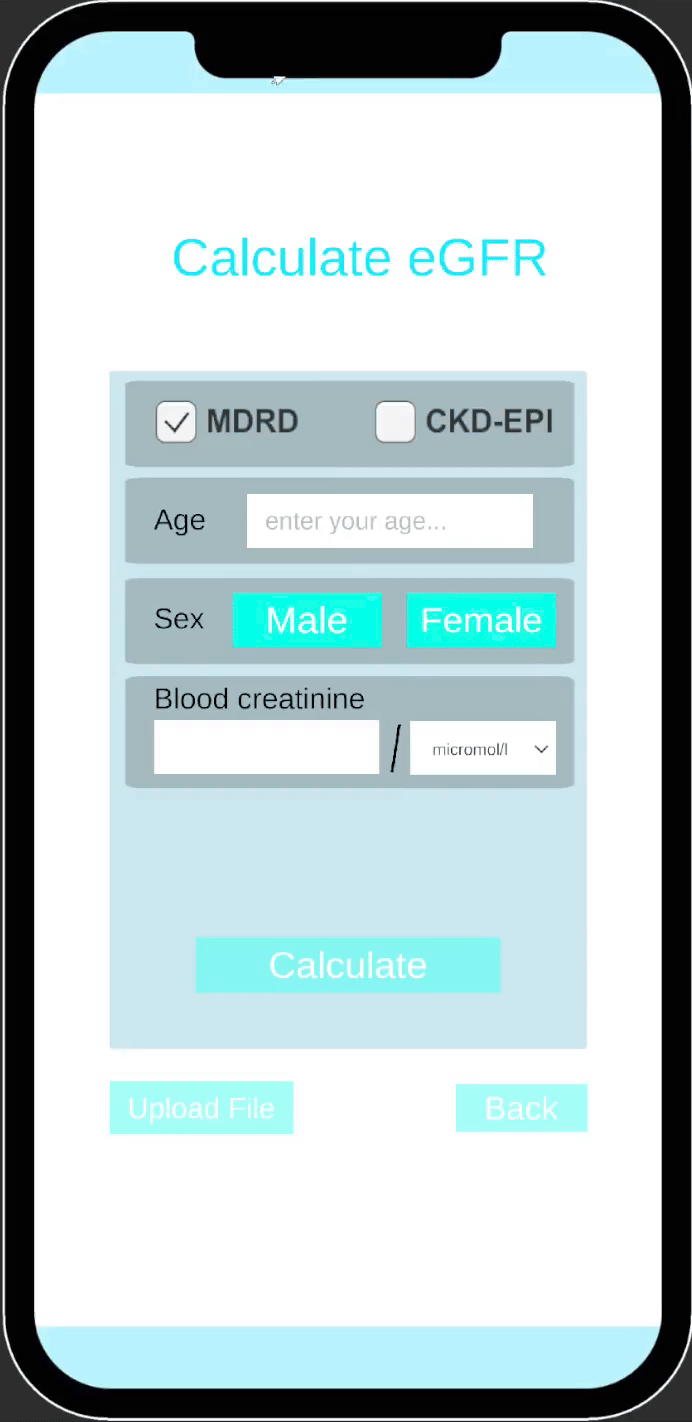 Calculate eGFR
MDRD CKD-EPI
Age enter your age...
Sex Male Female
Blood creatinine
/ micromol/l
Calculate
Upload File Back